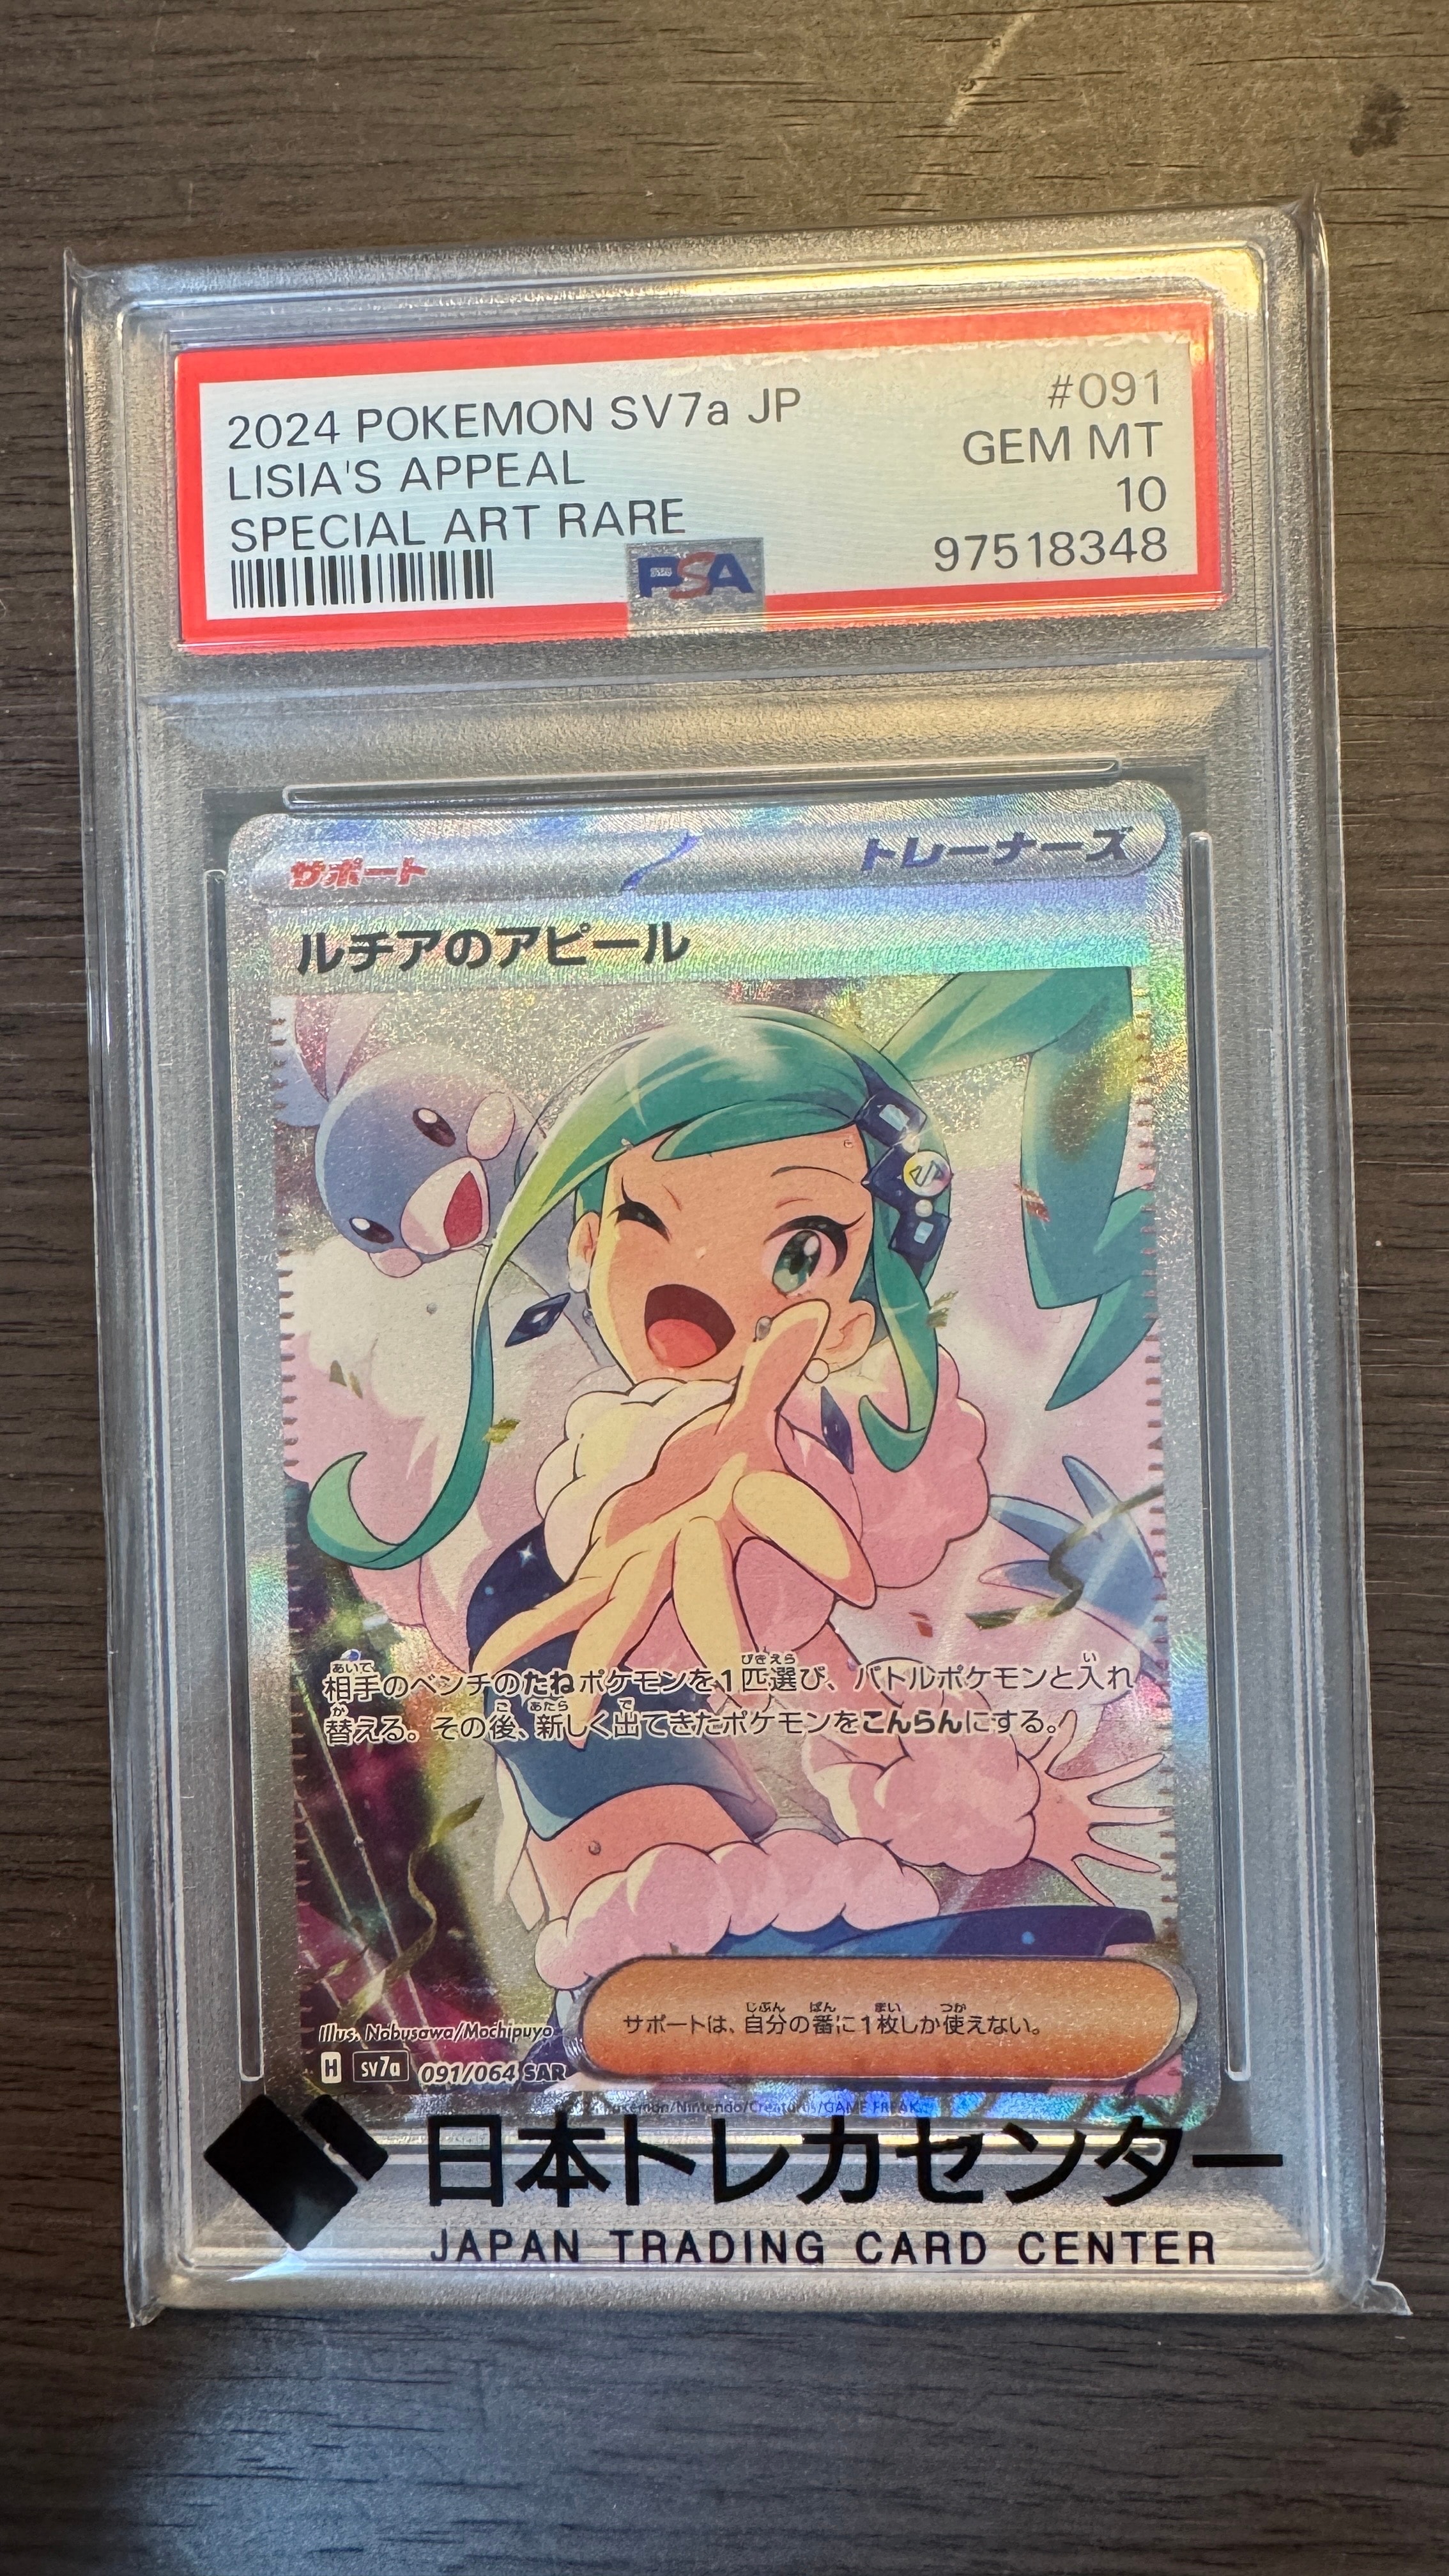 2024 POKEMON SV7a JP #091
LISIA'S APPEAL GEM MT
SPECIAL ART RARE 10
PSA 97518348
サポート トレーナーズ
ルチアのアピール
相手のベンチのたねポケモンを1匹選び、バトルポケモンと入れ
替える。その後、新しく出てきたポケモンをこんらんにする。
サポートは、自分の番に1枚しか使えない。
Illus. Nobusawa/Mochipuyo
H sv7a 091/064 SAR
Pokémon/Nintendo/Creatures/GAME FREAK
日本トレカセンター
JAPAN TRADING CARD CENTER